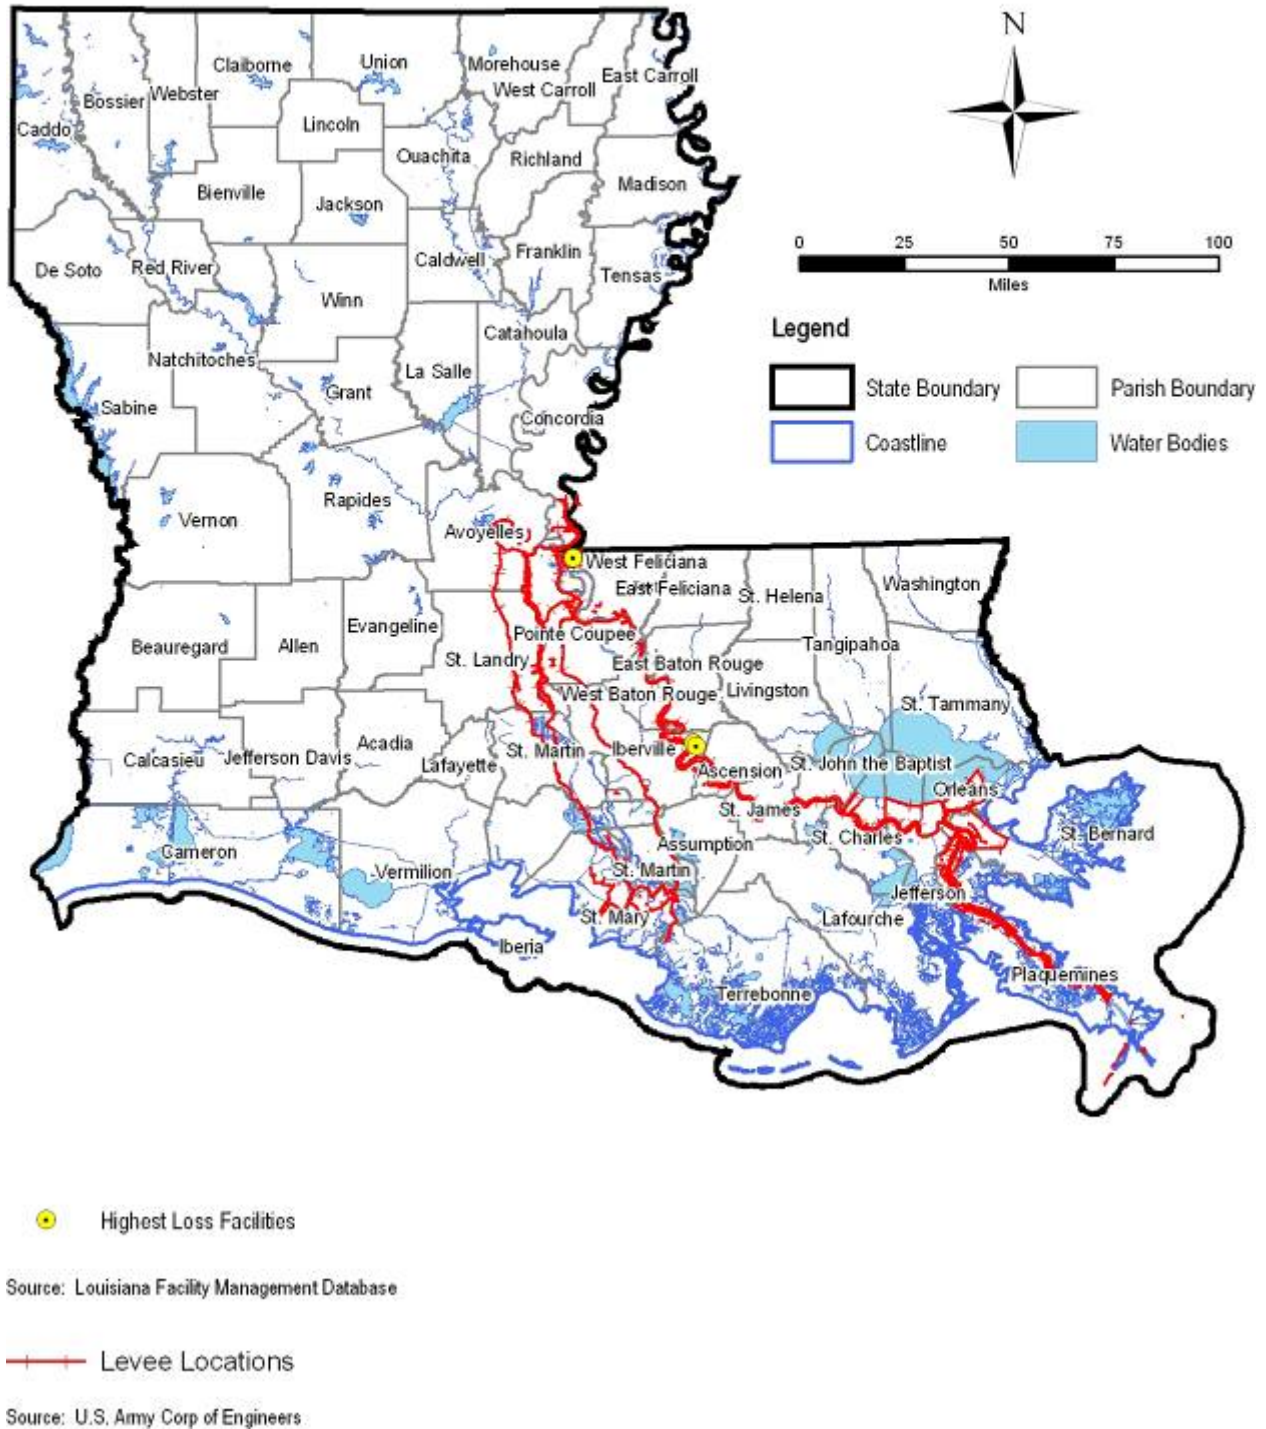 N
Claiborne
Union
Morehouse
East Carroll
West Carroll
Webster
Bossier
Lincoln
Caddo
Ouachita
Richland
Madison
Bienville
Jackson
Franklin
Caldwell
De Soto
Red River
Tensas
Winn
Catahoula
Natchitoches
La Salle
Grant
Sabine
Concordia
Rapides
Vernon
Avoyelles
West Feliciana
East Feliciana
St. Helena
Washington
Evangeline
Pointe Coupee
Beauregard
Allen
Tangipahoa
St. Landry
East Baton Rouge
West Baton Rouge
Livingston
St. Tammany
Acadia
St. Martin
Iberville
Calcasieu
Jefferson Davis
Lafayette
Ascension
St. John the Baptist
Orleans
St. James
St. Bernard
St. Charles
Assumption
Cameron
Vermilion
St. Martin
Jefferson
St. Mary
Lafourche
Iberia
Plaquemines
Terrebonne
0 25 50 75 100
Miles
Legend
State Boundary Parish Boundary
Coastline Water Bodies
Highest Loss Facilities
Source: Louisiana Facility Management Database
Levee Locations
Source: U.S. Army Corp of Engineers